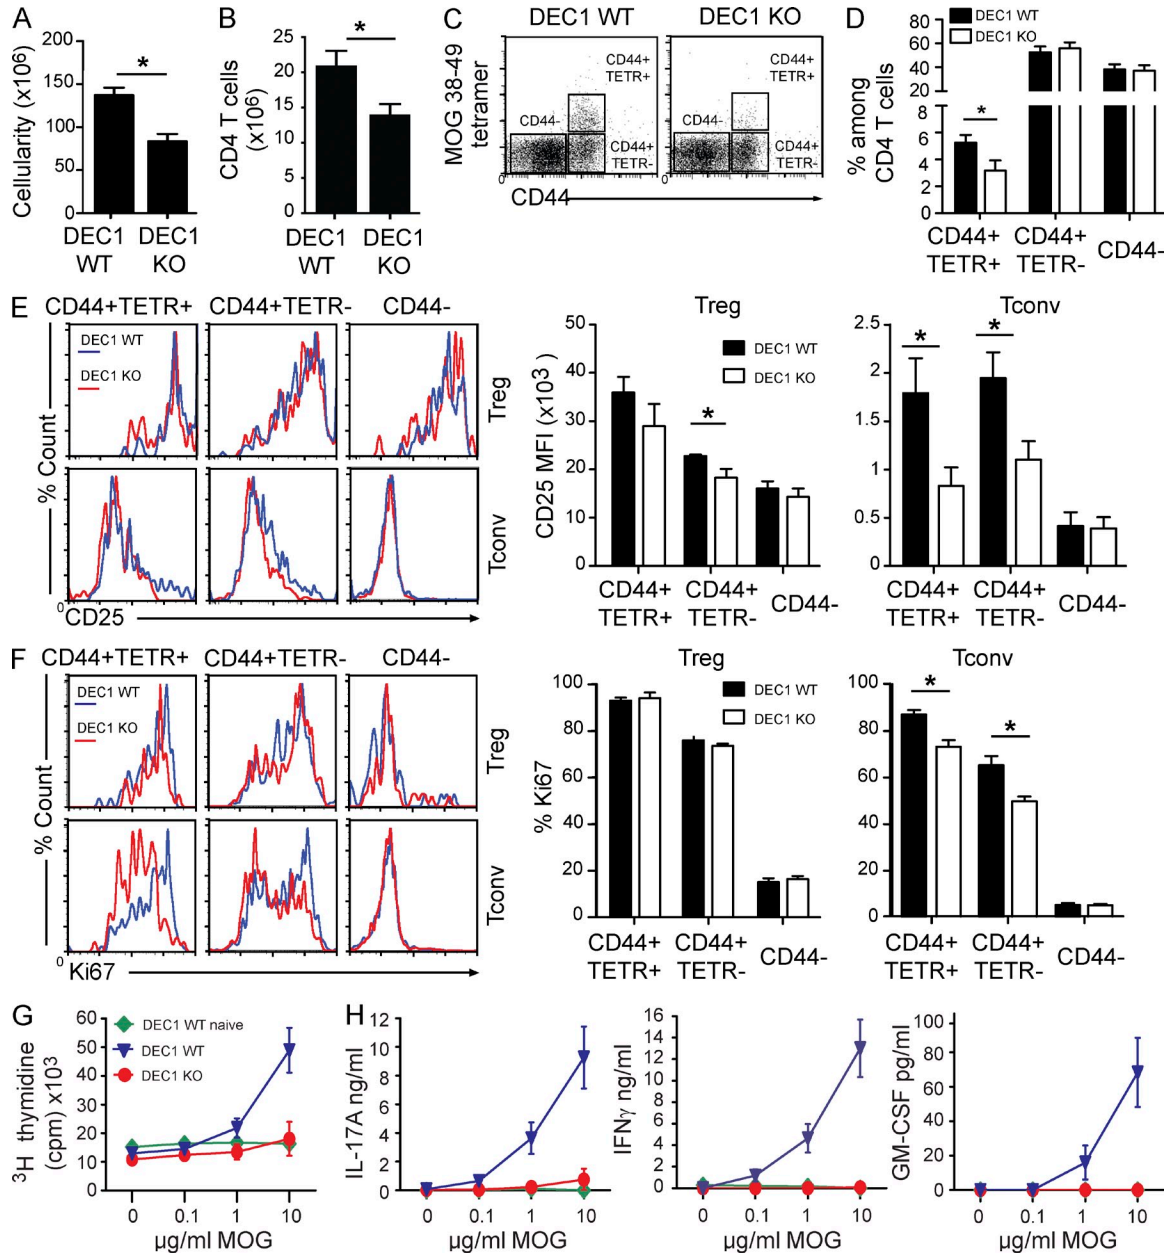 A
Cellularity (x10⁶)
200
150
100
50
0
*
DEC1
WT
DEC1
KO
B
CD4 T cells
(x10⁶)
25
20
15
10
5
0
*
DEC1
WT
DEC1
KO
C
DEC1 WT
DEC1 KO
MOG 38-49
tetramer
CD44+
TETR+
CD44-
CD44+
TETR-
0
0
CD44+
TETR+
CD44-
CD44+
TETR-
0
0
CD44
D
DEC1 WT
DEC1 KO
% among
CD4 T cells
80
60
40
20
8
6
4
2
0
*
CD44+
TETR+
CD44+
TETR-
CD44-
E
CD44+TETR+
CD44+TETR-
CD44-
DEC1 WT
DEC1 KO
% Count
Treg
Tconv
0
CD25
Treg
CD25 MFI (x10³)
50
40
30
20
10
0
DEC1 WT
DEC1 KO
*
CD44+
TETR+
CD44+
TETR-
CD44-
Tconv
2.5
2
1.5
1
0.5
0
*
*
CD44+
TETR+
CD44+
TETR-
CD44-
F
CD44+TETR+
CD44+TETR-
CD44-
DEC1 WT
DEC1 KO
% Count
Treg
Tconv
0
Ki67
Treg
% Ki67
100
80
60
40
20
0
DEC1 WT
DEC1 KO
CD44+
TETR+
CD44+
TETR-
CD44-
Tconv
100
80
60
40
20
0
*
*
CD44+
TETR+
CD44+
TETR-
CD44-
G
³H thymidine
(cpm) x10³
60
50
40
30
20
10
0
DEC1 WT naive
DEC1 WT
DEC1 KO
0
0.1
1
10
µg/ml MOG
H
IL-17A ng/ml
12
10
8
6
4
2
0
0
0.1
1
10
µg/ml MOG
IFNγ ng/ml
16
14
12
10
8
6
4
2
0
0
0.1
1
10
µg/ml MOG
GM-CSF pg/ml
100
80
60
40
20
0
0
0.1
1
10
µg/ml MOG